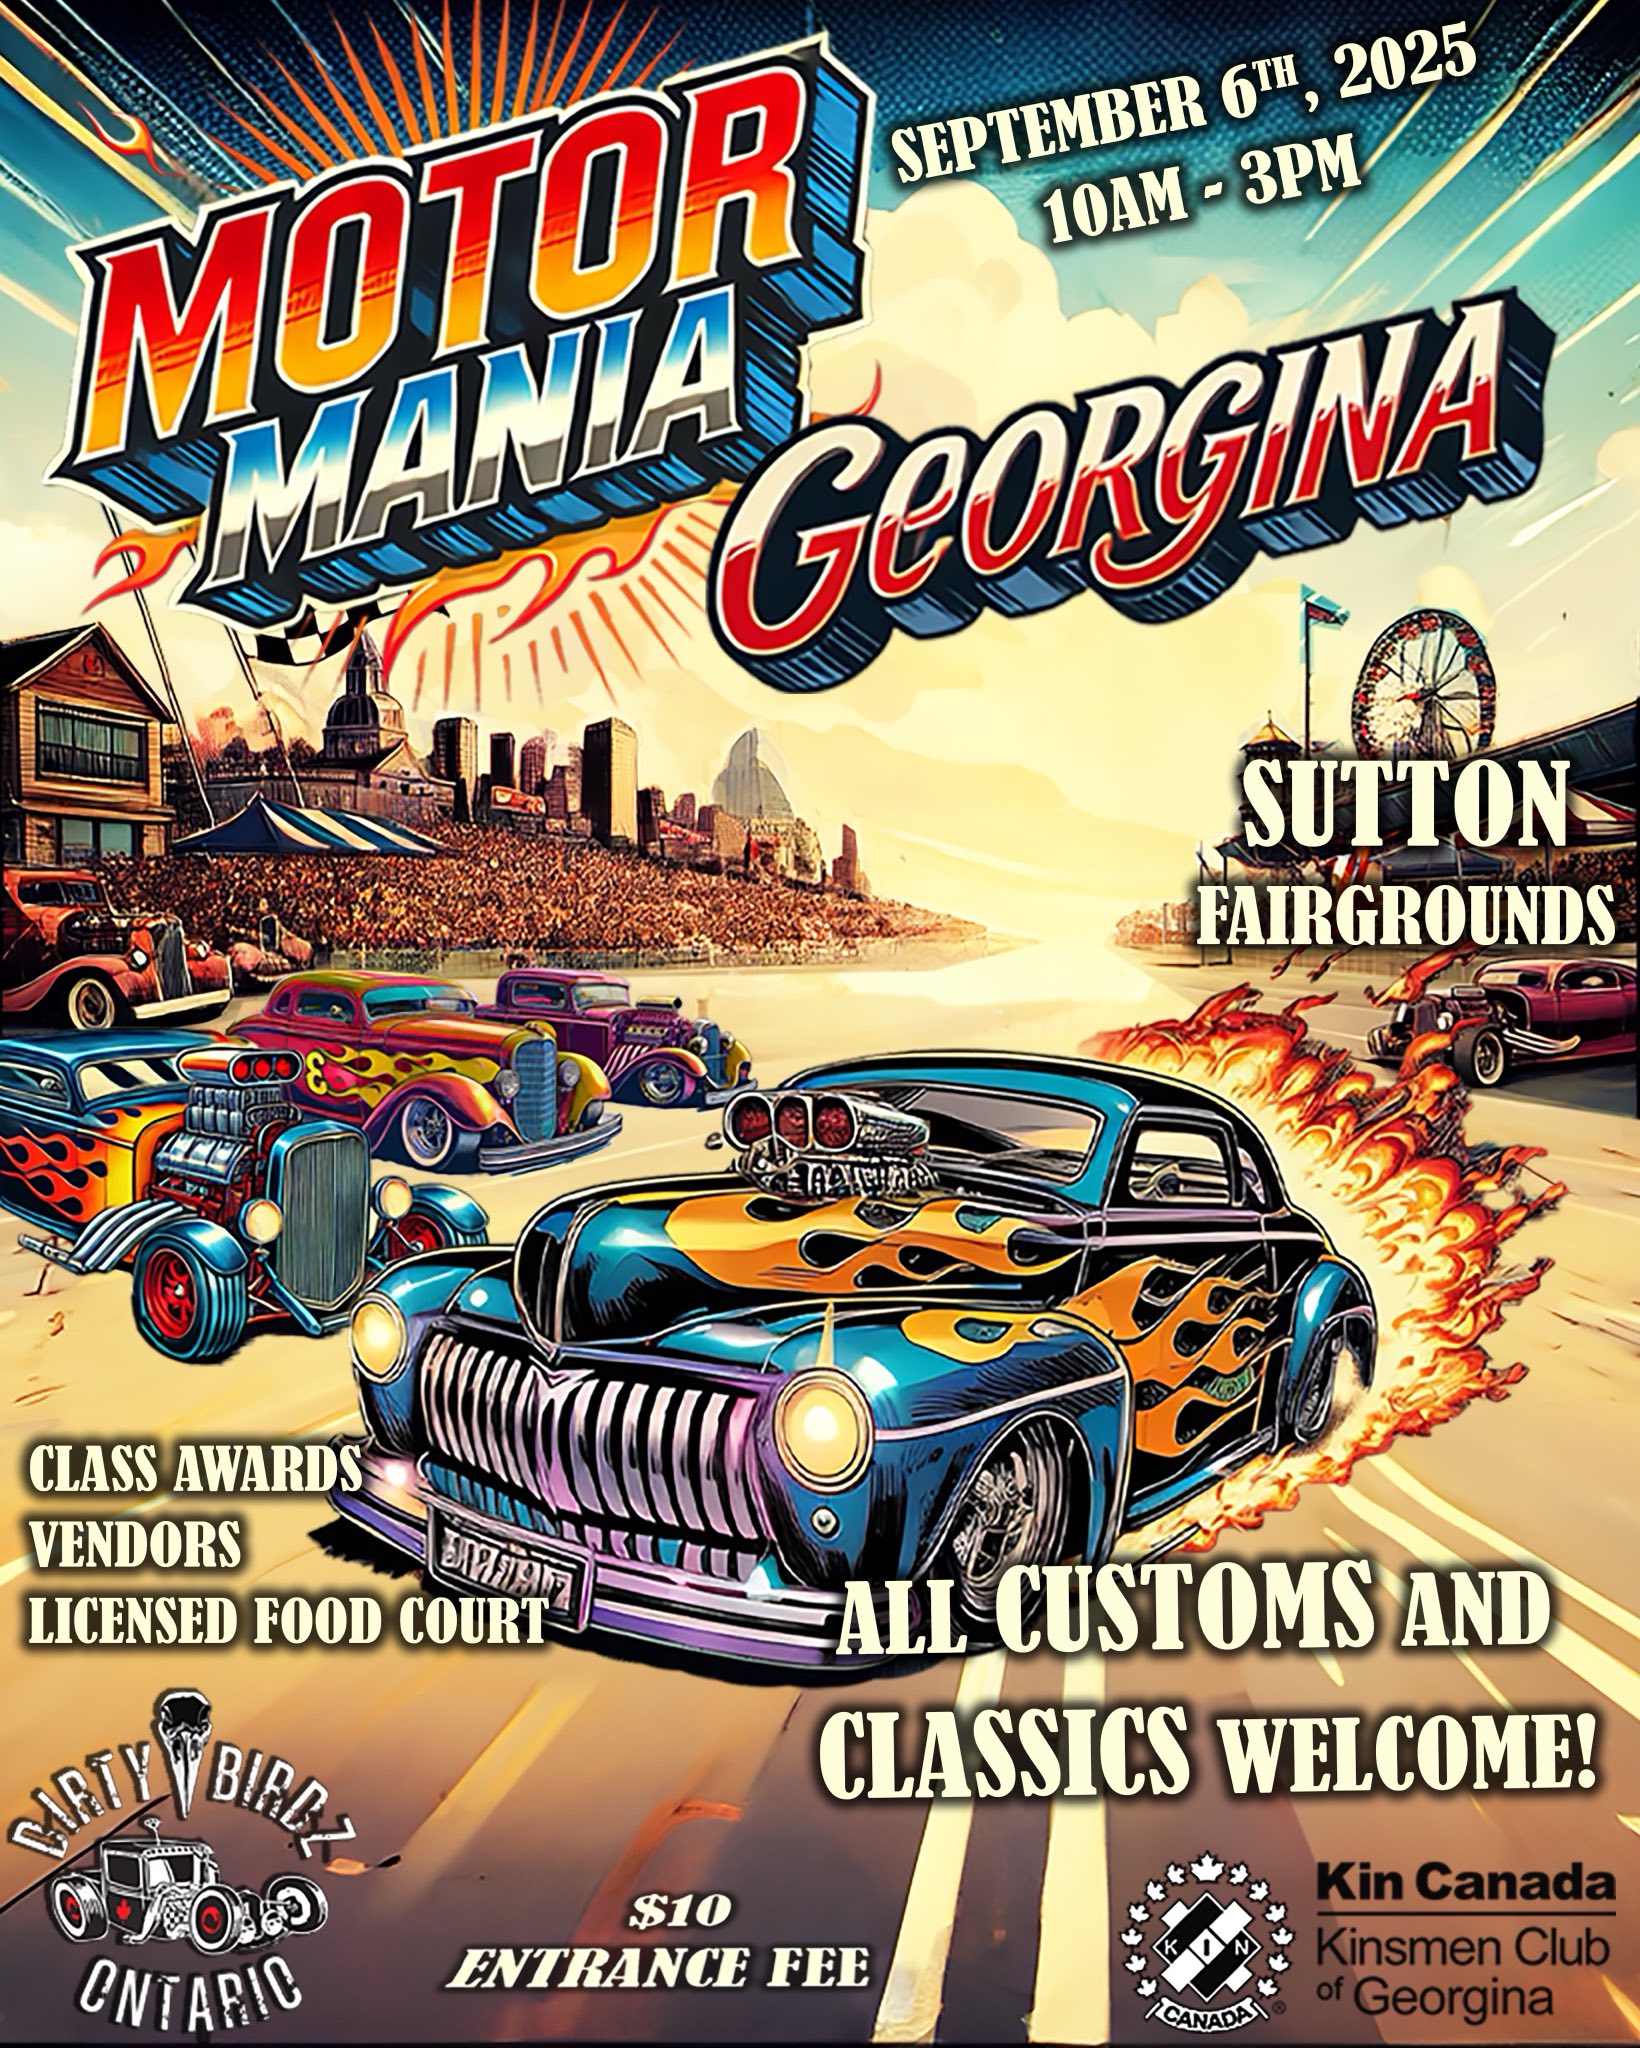 MOTOR
MANIA
SEPTEMBER 6TH, 2025
10AM - 3PM
GEORGINA
SUTTON
FAIRGROUNDS
CLASS AWARDS
VENDORS
LICENSED FOOD COURT
ALL CUSTOMS AND
CLASSICS WELCOME!
DIRTY BIRDZ
ONTARIO
$10
ENTRANCE FEE
KIN
CANADA
®
Kin Canada
Kinsmen Club
of Georgina